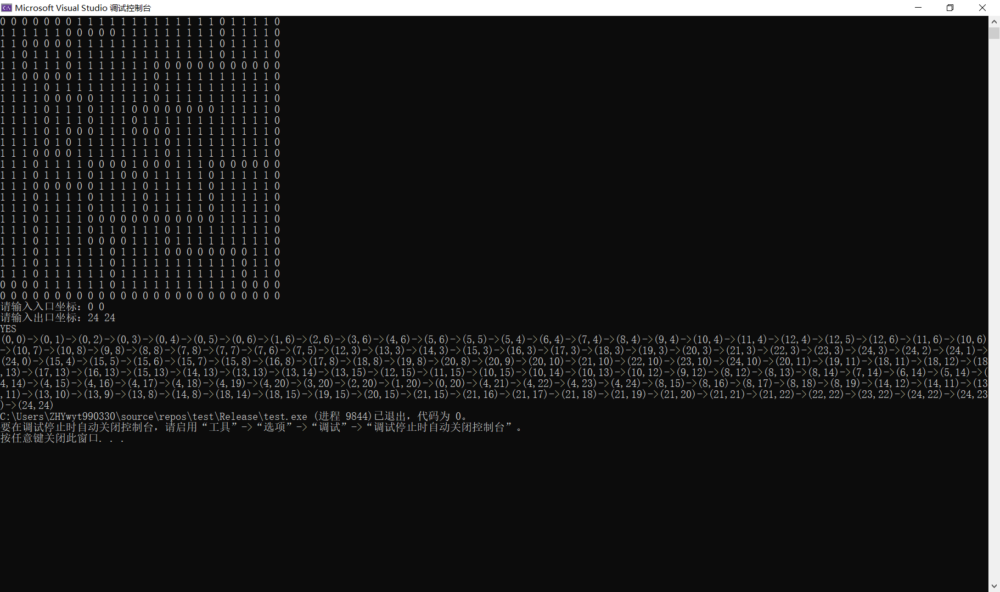 Microsoft Visual Studio 调试控制台
0 0 0 0 0 0 0 1 1 1 1 1 1 1 1 1 1 1 1 1 0 1 1 1 1 0
1 1 1 1 1 1 0 0 0 0 0 1 1 1 1 1 1 1 1 1 0 1 1 1 1 0
1 1 0 0 0 0 0 1 1 1 1 1 1 1 1 1 1 1 1 1 0 1 1 1 1 0
1 1 0 1 1 1 0 1 1 1 1 1 1 1 1 1 1 1 1 1 0 1 1 1 1 0
1 1 0 1 1 1 0 1 1 1 1 1 1 1 0 0 0 0 0 0 0 0 0 0 0 0
1 1 0 0 0 0 0 1 1 1 1 1 1 1 0 1 1 1 1 1 1 1 1 1 1 0
1 1 1 1 0 1 1 1 1 1 1 1 1 1 0 1 1 1 1 1 1 1 1 1 1 0
1 1 1 1 0 0 0 0 0 1 1 1 1 1 0 1 1 1 1 1 1 1 1 1 1 0
1 1 1 1 0 1 1 1 0 1 1 1 0 0 0 0 0 0 0 0 1 1 1 1 1 0
1 1 1 1 0 1 1 1 0 1 1 1 0 1 1 1 1 1 1 1 1 1 1 1 1 0
1 1 1 1 0 1 0 0 0 1 1 1 0 0 0 0 1 1 1 1 1 1 1 1 1 0
1 1 1 1 0 1 0 1 1 1 1 1 1 1 1 0 1 1 1 1 1 1 1 1 1 0
1 1 1 0 0 0 0 1 1 1 1 1 1 1 1 0 1 1 1 1 1 1 1 1 1 0
1 1 1 0 1 1 1 1 0 0 0 0 1 0 0 0 1 1 1 0 0 0 0 0 0 0
1 1 1 0 1 1 1 1 0 1 1 0 0 0 1 1 1 1 1 0 1 1 1 1 1 0
1 1 1 0 0 0 0 0 0 1 1 1 1 0 1 1 1 1 1 0 1 1 1 1 1 0
1 1 1 0 1 1 1 1 0 1 1 1 1 0 1 1 1 1 1 0 1 1 1 1 1 0
1 1 1 0 1 1 1 1 0 1 1 1 1 0 1 1 1 1 1 0 1 1 1 1 1 0
1 1 1 0 1 1 1 1 0 0 0 0 0 0 0 0 0 0 0 0 1 1 1 1 1 0
1 1 1 0 1 1 1 1 0 1 1 0 1 1 1 0 1 1 1 1 1 1 1 1 1 0
1 1 1 0 1 1 1 1 0 0 0 0 1 1 1 0 1 1 1 1 1 1 1 1 1 0
1 1 1 0 1 1 1 1 1 1 0 1 1 1 1 0 0 0 0 0 0 0 0 1 1 0
1 1 1 0 1 1 1 1 1 1 0 1 1 1 1 1 1 1 1 1 1 1 0 1 1 0
1 1 1 0 1 1 1 1 1 1 0 1 1 1 1 1 1 1 1 1 1 1 0 1 1 0
0 0 0 0 1 1 1 1 1 1 0 1 1 1 1 1 1 1 1 1 1 1 0 0 0 0
0 0 0 0 0 0 0 0 0 0 0 0 0 0 0 0 0 0 0 0 0 0 0 0 0 0
请输入入口坐标：0 0
请输入出口坐标：24 24
YES
(0,0)->(0,1)->(0,2)->(0,3)->(0,4)->(0,5)->(0,6)->(1,6)->(2,6)->(3,6)->(4,6)->(5,6)->(5,5)->(5,4)->(6,4)->(7,4)->(8,4)->(9,4)->(10,4)->(11,4)->(12,4)->(12,5)->(12,6)->(11,6)->(10,6)
->(10,7)->(10,8)->(9,8)->(8,8)->(7,8)->(7,7)->(7,6)->(7,5)->(12,3)->(13,3)->(14,3)->(15,3)->(16,3)->(17,3)->(18,3)->(19,3)->(20,3)->(21,3)->(22,3)->(23,3)->(24,3)->(24,2)->(24,1)->
(24,0)->(15,4)->(15,5)->(15,6)->(15,7)->(15,8)->(16,8)->(17,8)->(18,8)->(19,8)->(20,8)->(20,9)->(20,10)->(21,10)->(22,10)->(23,10)->(24,10)->(20,11)->(19,11)->(18,11)->(18,12)->(18
,13)->(17,13)->(16,13)->(15,13)->(14,13)->(13,13)->(13,14)->(13,15)->(12,15)->(11,15)->(10,15)->(10,14)->(10,13)->(10,12)->(9,12)->(8,12)->(8,13)->(8,14)->(7,14)->(6,14)->(5,14)->(
4,14)->(4,15)->(4,16)->(4,17)->(4,18)->(4,19)->(4,20)->(3,20)->(2,20)->(1,20)->(0,20)->(4,21)->(4,22)->(4,23)->(4,24)->(8,15)->(8,16)->(8,17)->(8,18)->(8,19)->(14,12)->(14,11)->(13
,11)->(13,10)->(13,9)->(13,8)->(14,8)->(18,14)->(18,15)->(19,15)->(20,15)->(21,15)->(21,16)->(21,17)->(21,18)->(21,19)->(21,20)->(21,21)->(21,22)->(22,22)->(23,22)->(24,22)->(24,23
)->(24,24)
C:\Users\ZHYwyt990330\source\repos\test\Release\test.exe (进程 9844)已退出，代码为 0。
要在调试停止时自动关闭控制台，请启用“工具”->“选项”->“调试”->“调试停止时自动关闭控制台”。
按任意键关闭此窗口. . .